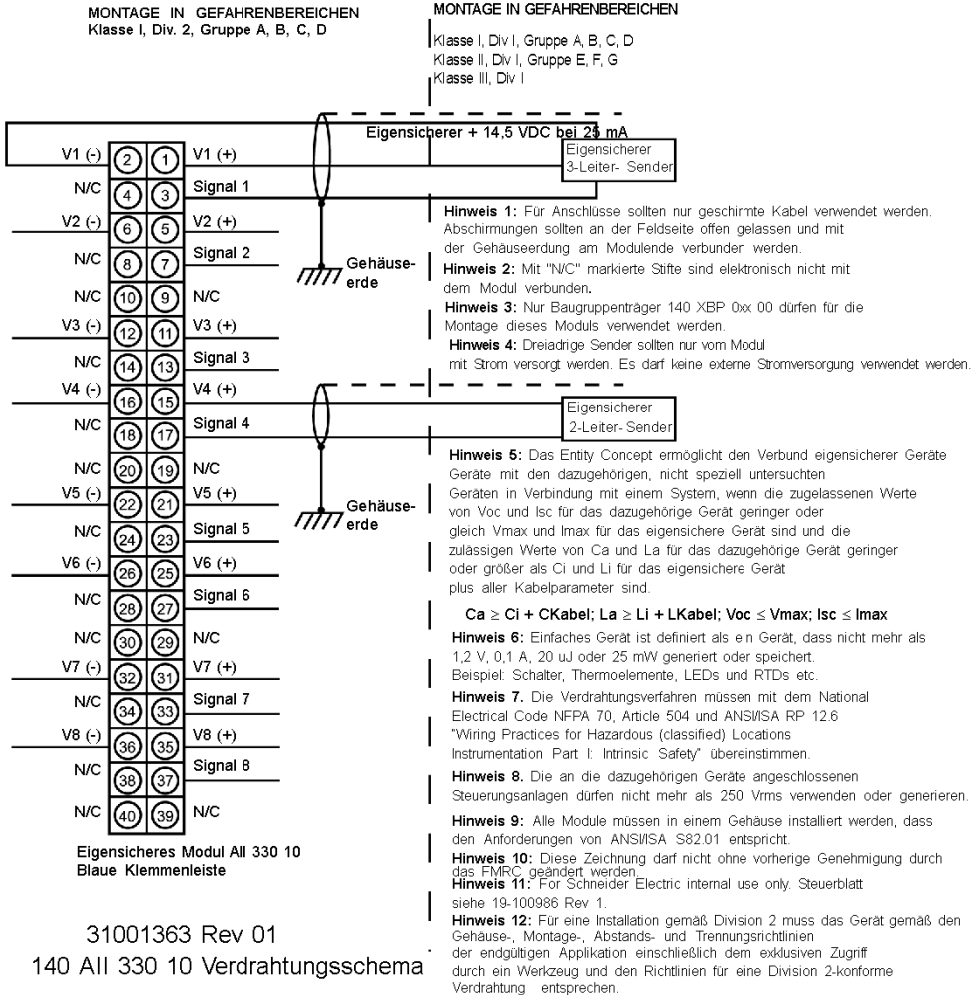 MONTAGE IN GEFAHRENBEREICHEN
Klasse I, Div. 2, Gruppe A, B, C, D
MONTAGE IN GEFAHRENBEREICHEN
Klasse I, Div I, Gruppe A, B, C, D
Klasse II, Div I, Gruppe E, F, G
Klasse III, Div I
Eigensicherer + 14,5 VDC bei 25 mA
Eigensicherer
3-Leiter- Sender
V1 (-) 2 1 V1 (+)
N/C 4 3 Signal 1
V2 (-) 6 5 V2 (+)
N/C 8 7 Signal 2
N/C 10 9 N/C
V3 (-) 12 11 V3 (+)
N/C 14 13 Signal 3
V4 (-) 16 15 V4 (+)
N/C 18 17 Signal 4
N/C 20 19 N/C
V5 (-) 22 21 V5 (+)
N/C 24 23 Signal 5
V6 (-) 26 25 V6 (+)
N/C 28 27 Signal 6
N/C 30 29 N/C
V7 (-) 32 31 V7 (+)
N/C 34 33 Signal 7
V8 (-) 36 35 V8 (+)
N/C 38 37 Signal 8
N/C 40 39 N/C
Gehäuse-
erde
Eigensicherer
2-Leiter- Sender
Gehäuse-
erde
Eigensicheres Modul All 330 10
Blaue Klemmenleiste
31001363 Rev 01
140 All 330 10 Verdrahtungsschema
Hinweis 1: Für Anschlüsse sollten nur geschirmte Kabel verwendet werden.
Abschirmungen sollten an der Feldseite offen gelassen und mit
der Gehäuseerdung am Modulende verbunder werden.
Hinweis 2: Mit "N/C" markierte Stifte sind elektronisch nicht mit
dem Modul verbunden.
Hinweis 3: Nur Baugruppenträger 140 XBP 0xx 00 dürfen für die
Montage dieses Moduls verwendet werden.
Hinweis 4: Dreiadrige Sender sollten nur vom Modul
mit Strom versorgt werden. Es darf keine externe Stromversorgung verwendet werden.
Hinweis 5: Das Entity Concept ermöglicht den Verbund eigensicherer Geräte
Geräte mit den dazugehörigen, nicht speziell untersuchten
Geräten in Verbindung mit einem System, wenn die zugelassenen Werte
von Voc und Isc für das dazugehörige Gerät geringer oder
gleich Vmax und Imax für das eigensichere Gerät sind und die
zulässigen Werte von Ca und La für das dazugehörige Gerät geringer
oder größer als Ci und Li für das eigensichere Gerät
plus aller Kabelparameter sind.
Ca ≥ Ci + CKabel; La ≥ Li + LKabel; Voc ≤ Vmax; Isc ≤ Imax
Hinweis 6: Einfaches Gerät ist definiert als en Gerät, dass nicht mehr als
1,2 V, 0,1 A, 20 uJ oder 25 mW generiert oder speichert.
Beispiel: Schalter, Thermoelemente, LEDs und RTDs etc.
Hinweis 7. Die Verdrahtungsverfahren müssen mit dem National
Electrical Code NFPA 70, Article 504 und ANSI/ISA RP 12.6
"Wiring Practices for Hazardous (classified) Locations
Instrumentation Part I: Intrinsic Safety" übereinstimmen.
Hinweis 8. Die an die dazugehörigen Geräte angeschlossenen
Steuerungsanlagen dürfen nicht mehr als 250 Vrms verwenden oder generieren.
Hinweis 9: Alle Module müssen in einem Gehäuse installiert werden, dass
den Anforderungen von ANSI/ISA S82.01 entspricht.
Hinweis 10: Diese Zeichnung darf nicht ohne vorherige Genehmigung durch
das FMRC geändert werden.
Hinweis 11: For Schneider Electric internal use only. Steuerblatt
siehe 19-100986 Rev 1.
Hinweis 12: Für eine Installation gemäß Division 2 muss das Gerät gemäß den
Gehäuse-, Montage-, Abstands- und Trennungsrichtlinien
der endgültigen Applikation einschließlich dem exklusiven Zugriff
durch ein Werkzeug und den Richtlinien für eine Division 2-konforme
Verdrahtung entsprechen.